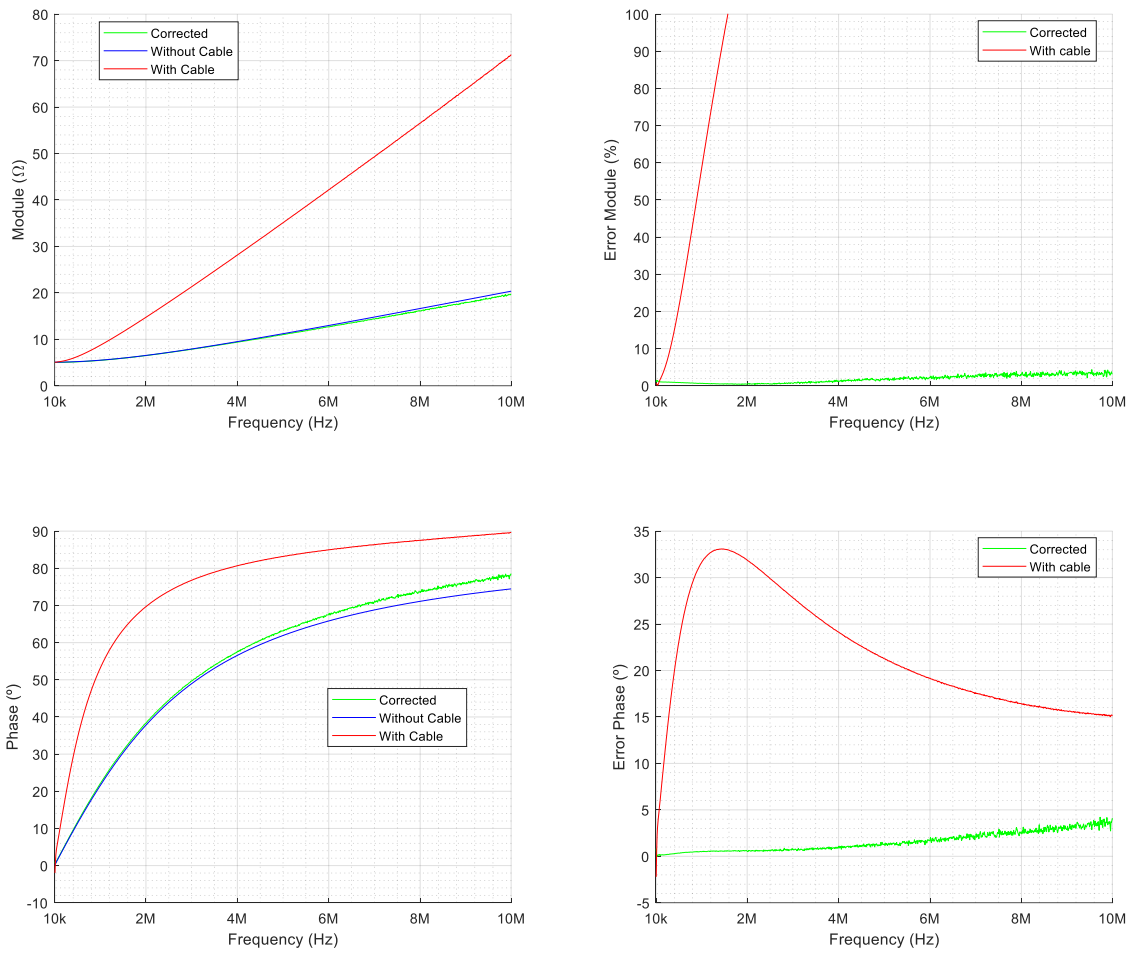 80
70
60
50
40
30
20
10
0
Module (Ω)
Corrected
Without Cable
With Cable
10k 2M 4M 6M 8M 10M
Frequency (Hz)
100
90
80
70
60
50
40
30
20
10
0
Error Module (%)
Corrected
With cable
10k 2M 4M 6M 8M 10M
Frequency (Hz)
90
80
70
60
50
40
30
20
10
0
-10
Phase (º)
Corrected
Without Cable
With Cable
10k 2M 4M 6M 8M 10M
Frequency (Hz)
35
30
25
20
15
10
5
0
-5
Error Phase (º)
Corrected
With cable
10k 2M 4M 6M 8M 10M
Frequency (Hz)